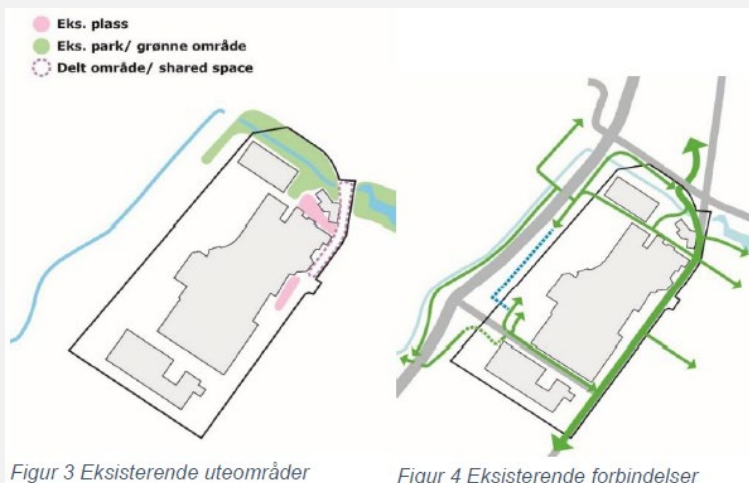 Eks. plass
Eks. park/ grønne område
Delt område/ shared space
Figur 3 Eksisterende uteområder
Figur 4 Eksisterende forbindelser